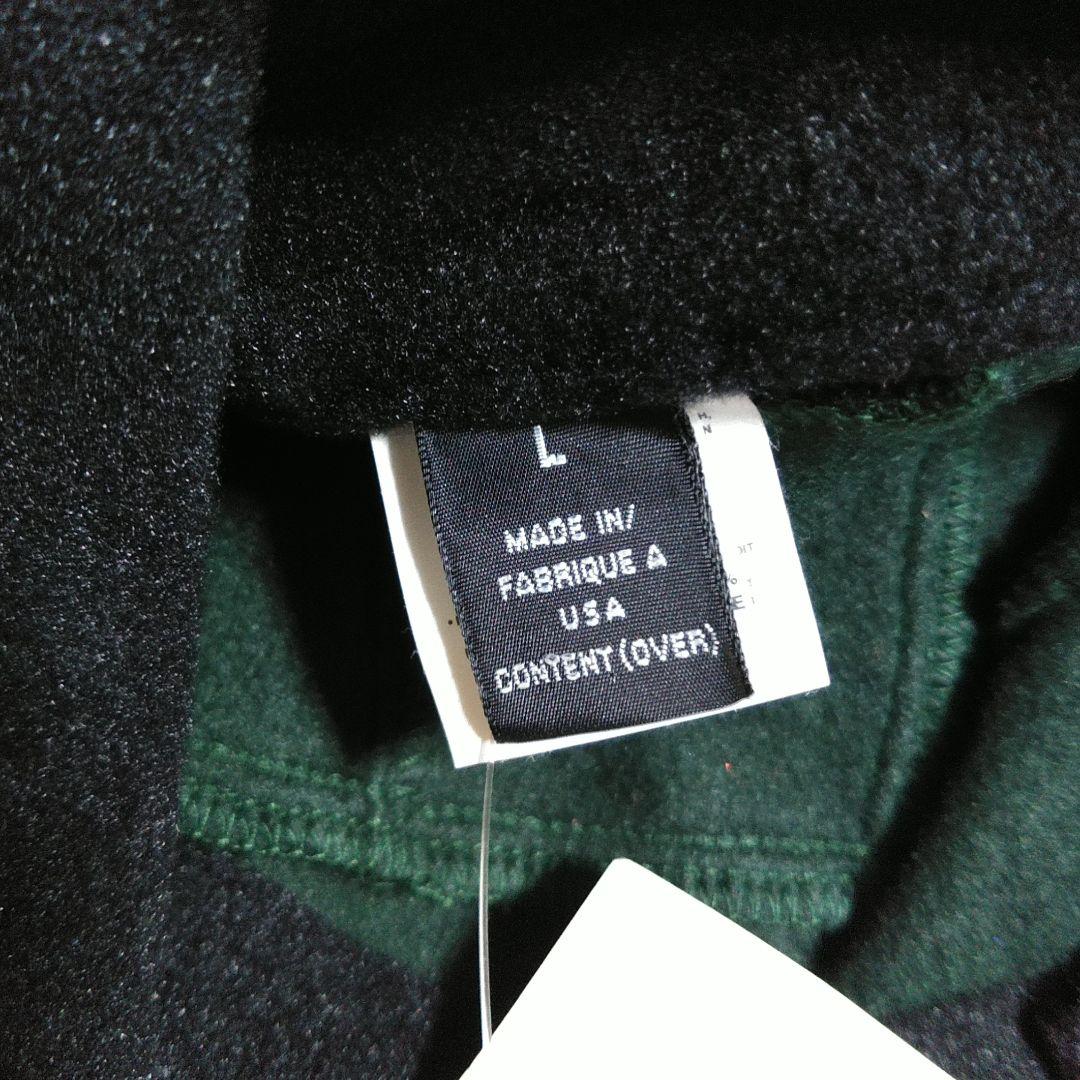 L
MADE IN/
FABRIQUE A
USA
CONTENT (OVER)